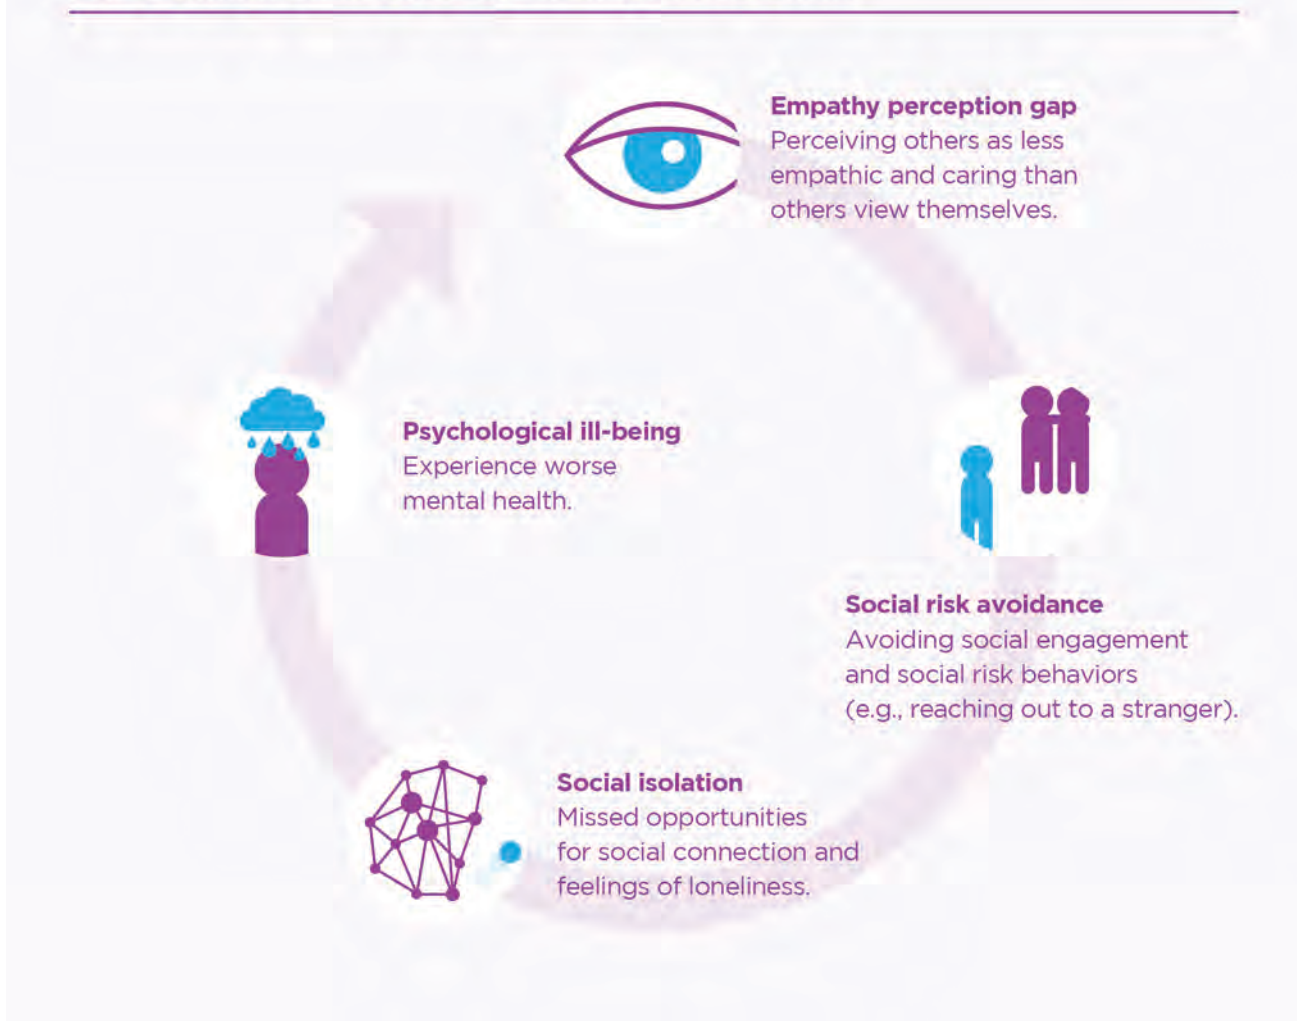 Empathy perception gap
Perceiving others as less
empathic and caring than
others view themselves.
Psychological ill-being
Experience worse
mental health.
Social risk avoidance
Avoiding social engagement
and social risk behaviors
(e.g., reaching out to a stranger).
Social isolation
Missed opportunities
for social connection and
feelings of loneliness.